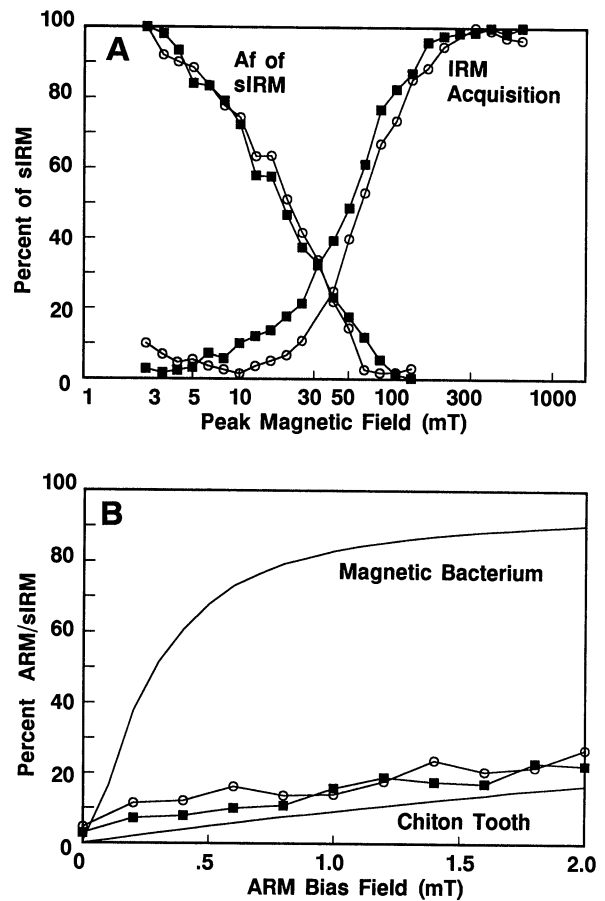 100
A
Af of
sIRM
IRM
Acquisition
80
60
40
20
0
Percent of sIRM
1 3 5 10 30 50 100 300 1000
Peak Magnetic Field (mT)
100
B
80
Magnetic Bacterium
60
40
20
Chiton Tooth
0
Percent ARM/sIRM
0 .5 1.0 1.5 2.0
ARM Bias Field (mT)